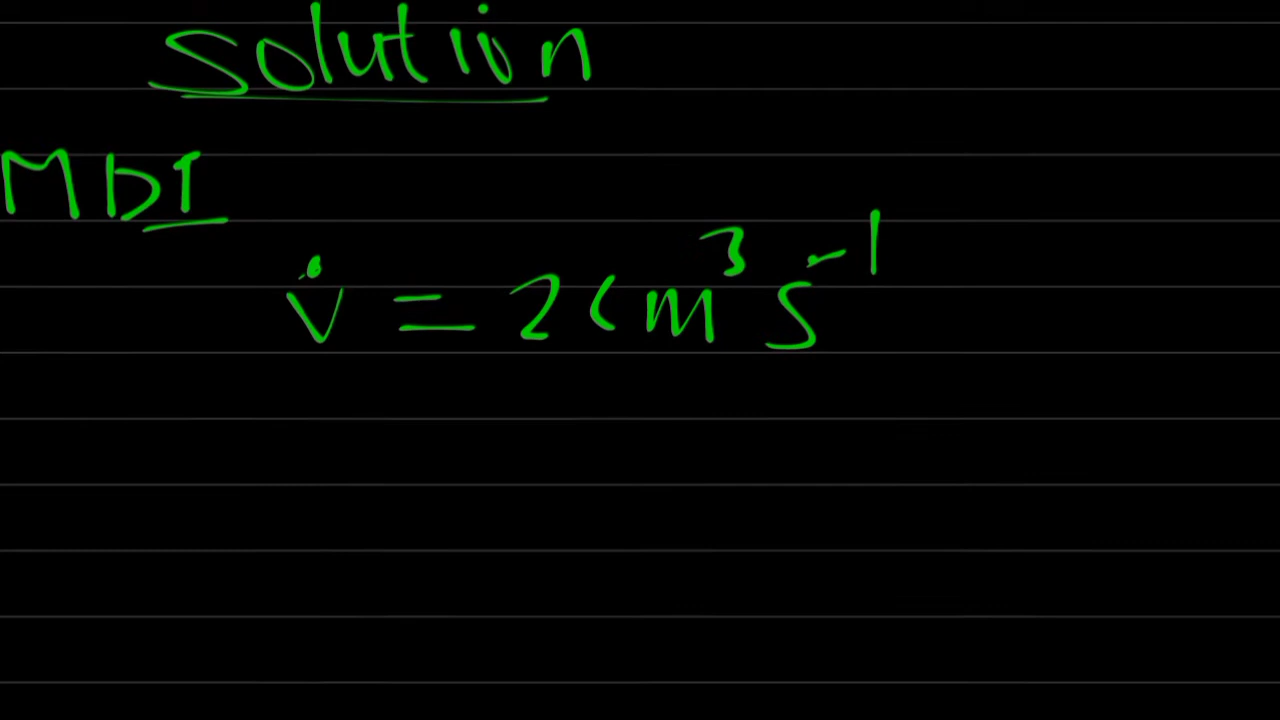 Solution
MDI
v̇ = 2cm³s⁻¹